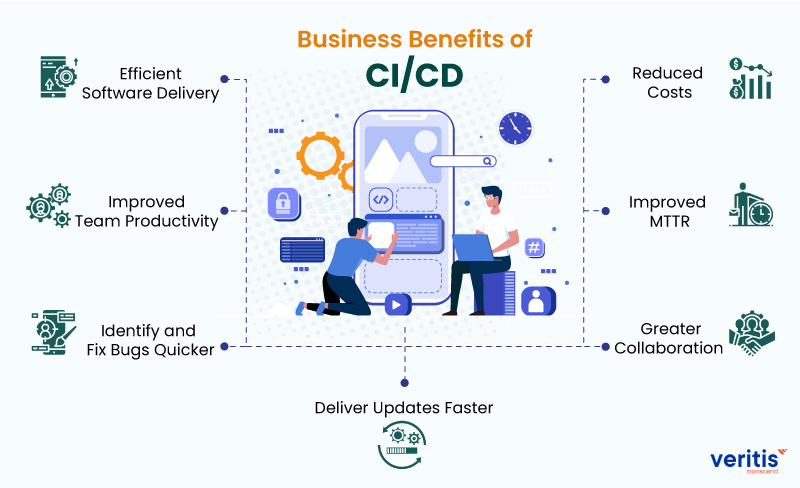 Business Benefits of
CI/CD
Efficient
Software Delivery
Improved
Team Productivity
Identify and
Fix Bugs Quicker
Reduced
Costs
Improved
MTTR
Greater
Collaboration
Deliver Updates Faster
</>
#
$
$
veritis
transcend